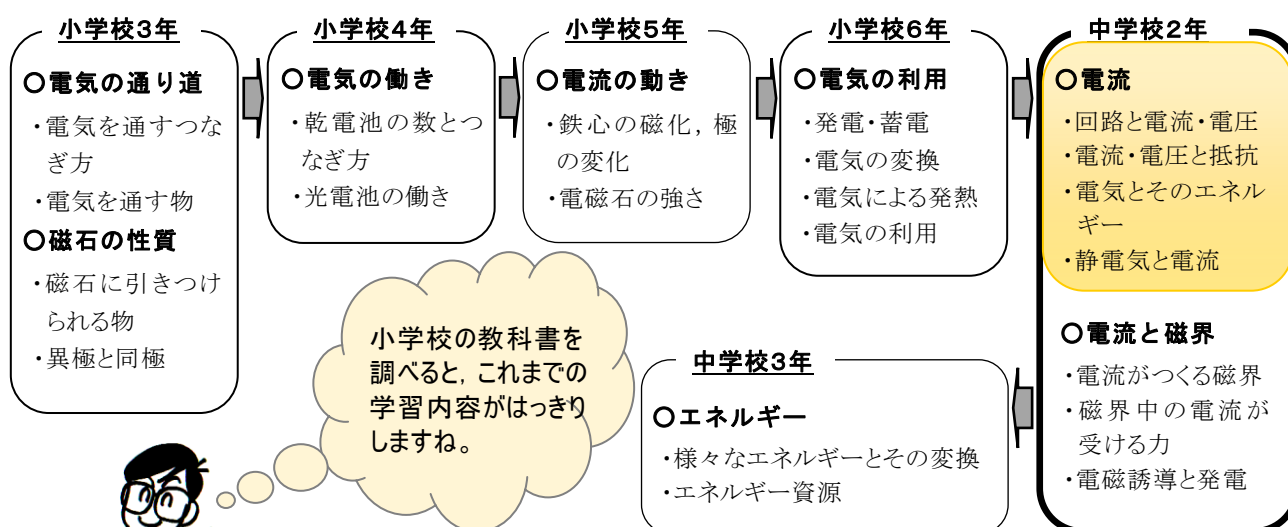 小学校3年
○電気の通り道
・電気を通すつな
ぎ方
・電気を通す物
○磁石の性質
・磁石に引きつけ
られる物
・異極と同極
小学校4年
○電気の働き
・乾電池の数とつ
なぎ方
・光電池の働き
小学校5年
○電流の動き
・鉄心の磁化，極
の変化
・電磁石の強さ
小学校6年
○電気の利用
・発電・蓄電
・電気の変換
・電気による発熱
・電気の利用
中学校2年
○電流
・回路と電流・電圧
・電流・電圧と抵抗
・電気とそのエネル
ギー
・静電気と電流
○電流と磁界
・電流がつくる磁界
・磁界中の電流が
受ける力
・電磁誘導と発電
中学校3年
○エネルギー
・様々なエネルギーとその変換
・エネルギー資源
小学校の教科書を
調べると，これまでの
学習内容がはっきり
しますね。